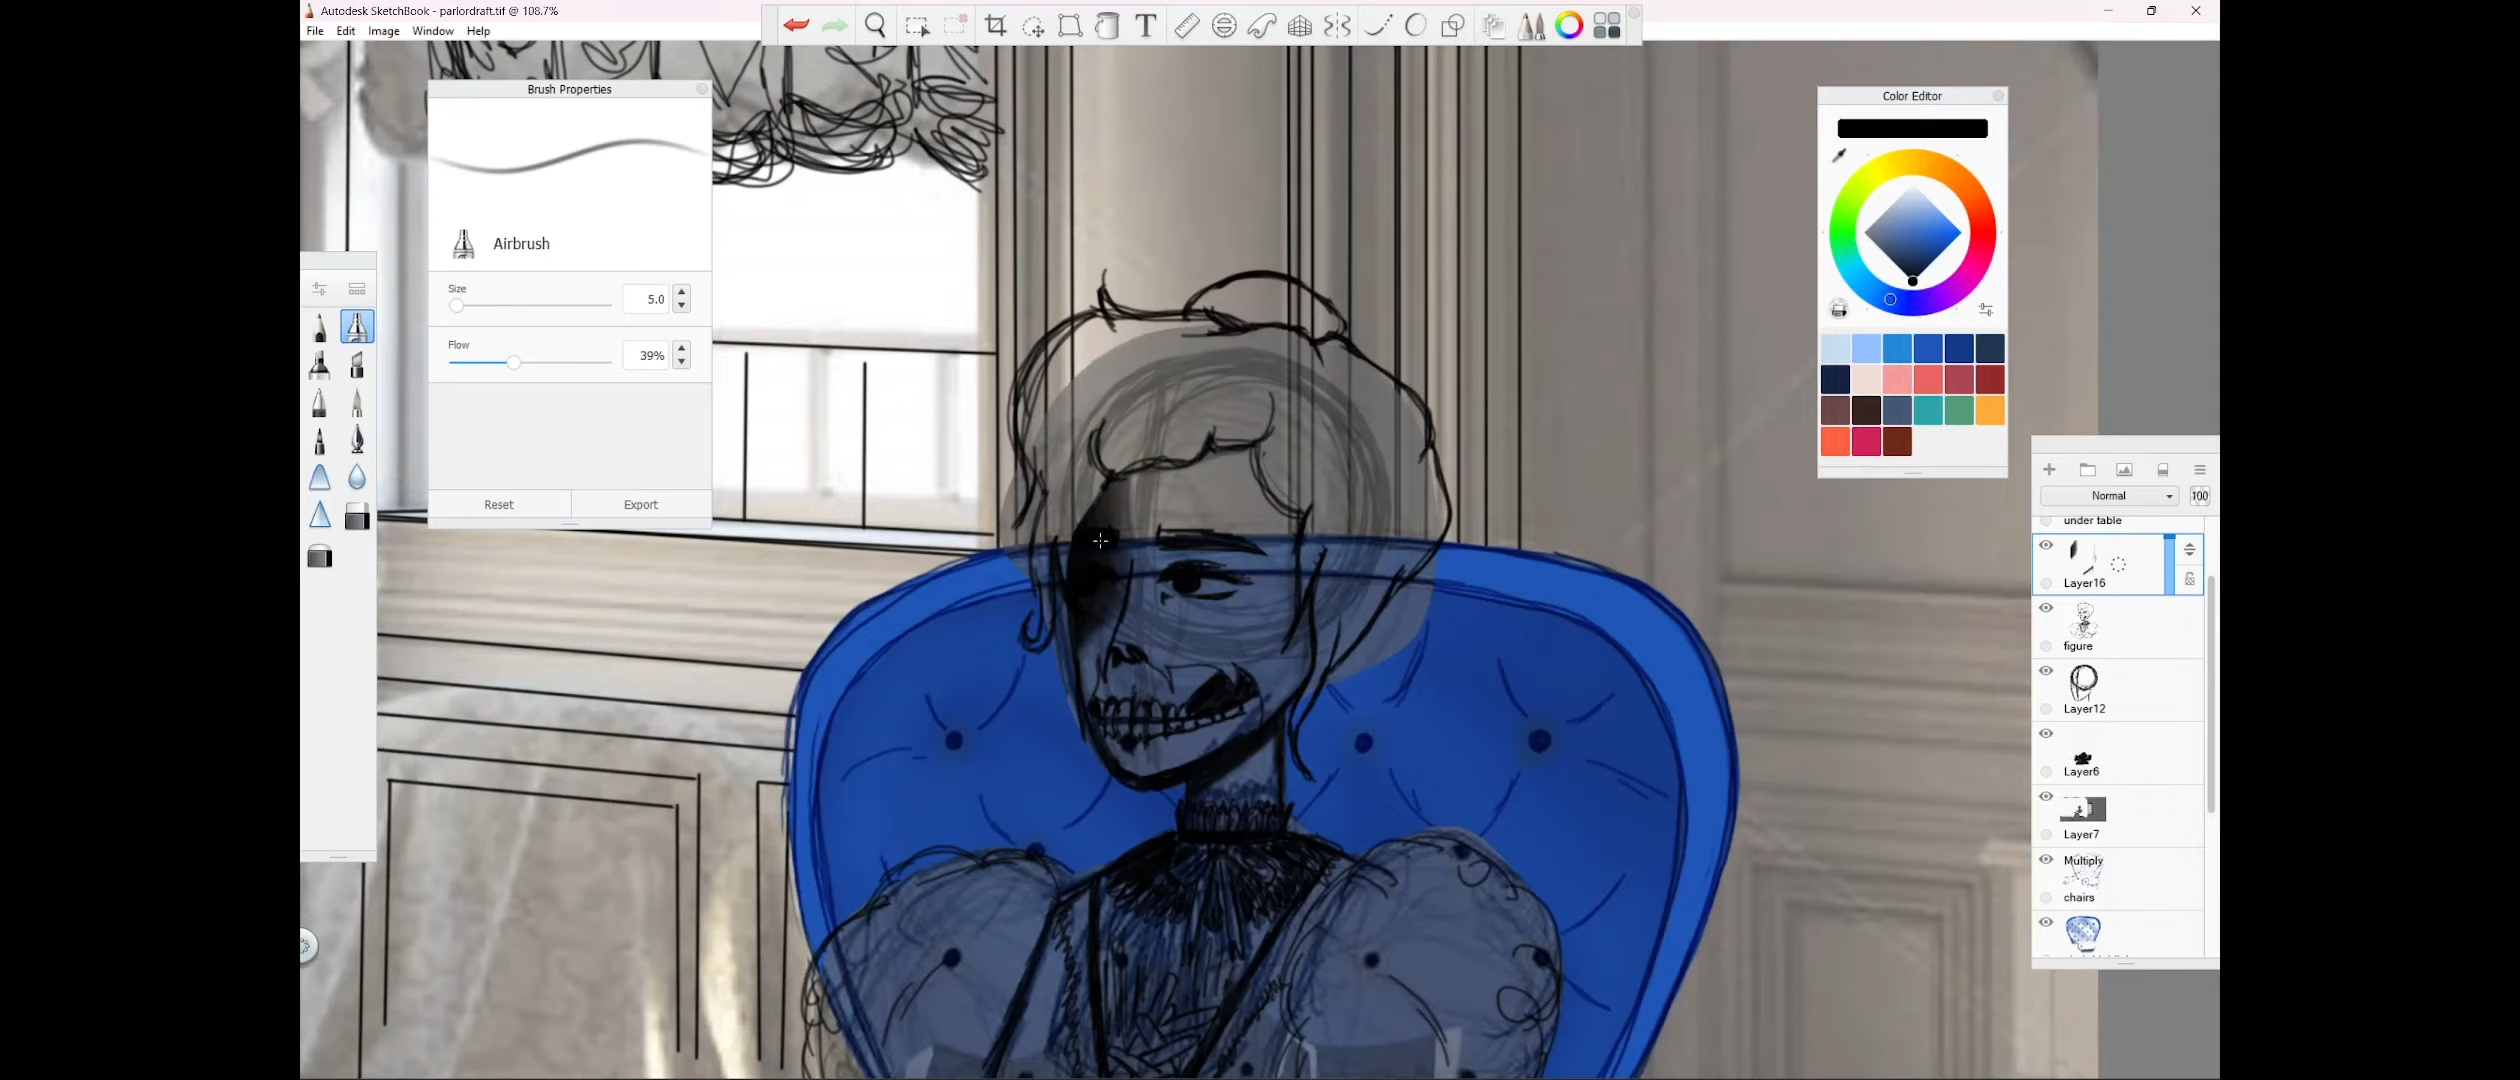 Autodesk SketchBook - parlordraft.tif @ 108.7%
File Edit Image Window Help
Brush Properties
Airbrush
Size
5.0
Flow
39%
Reset Export
Color Editor
Normal 100
under table
Layer16
figure
Layer12
Layer6
Layer7
Multiply
chairs